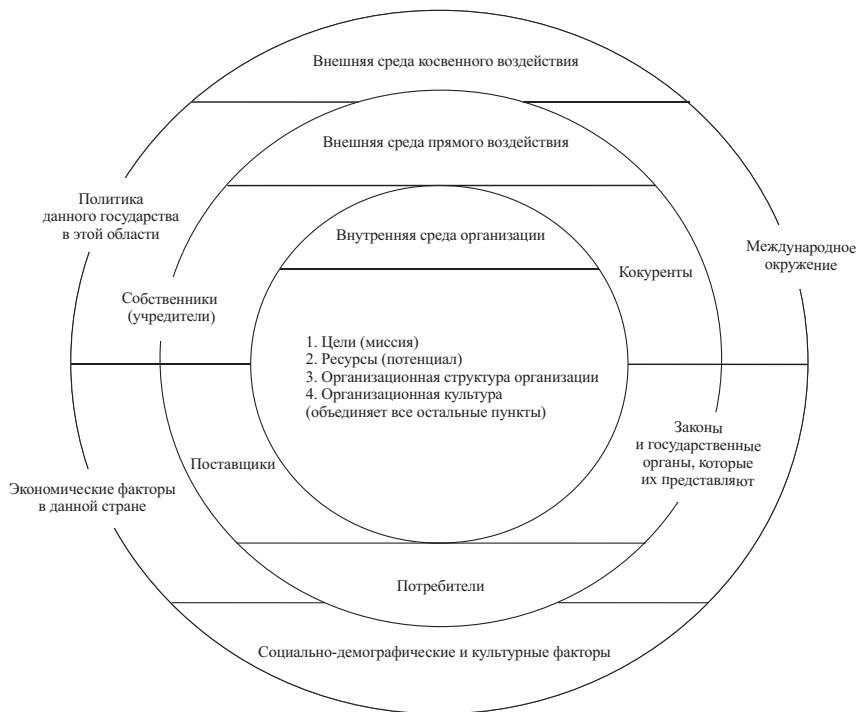 Внешняя среда косвенного воздействия
Внешняя среда прямого воздействия
Политика
данного государства
в этой области
Внутренняя среда организации
Международное
окружение
Кокуренты
Собственники
(учредители)
1. Цели (миссия)
2. Ресурсы (потенциал)
3. Организационная структура организации
4. Организационная культура
(объединяет все остальные пункты)
Законы
и государственные
органы, которые
их представляют
Поставщики
Экономические факторы
в данной стране
Потребители
Социально-демографические и культурные факторы